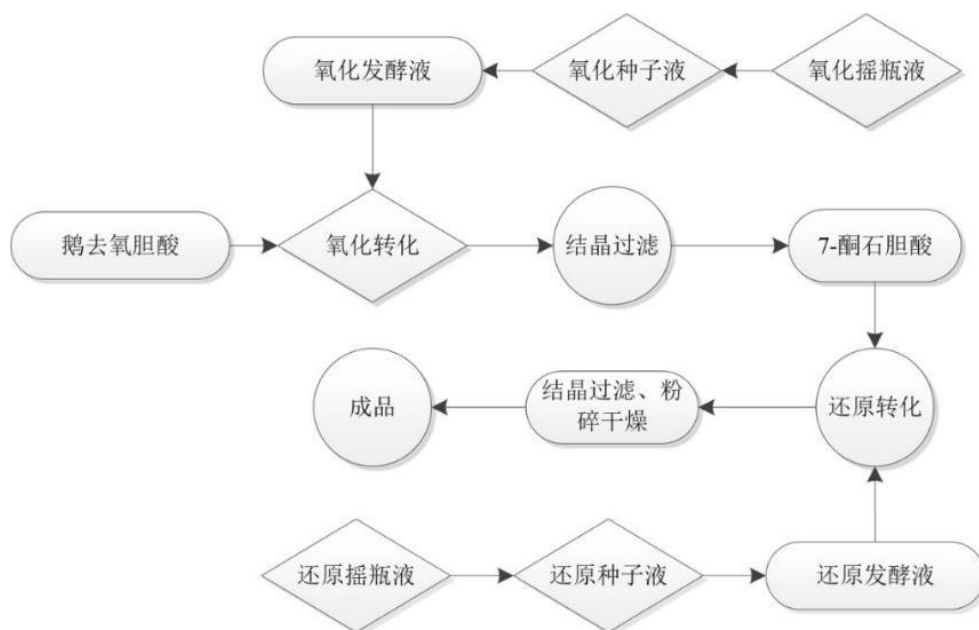 氧化发酵液
氧化种子液
氧化摇瓶液
鹅去氧胆酸
氧化转化
结晶过滤
7-酮石胆酸
成品
结晶过滤、粉
碎干燥
还原转化
还原摇瓶液
还原种子液
还原发酵液